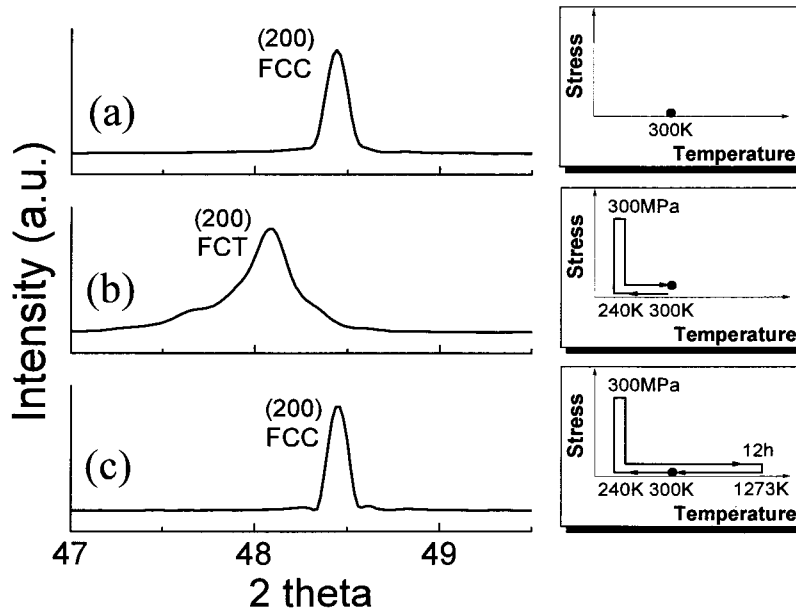 Intensity (a.u.)
(a)
(200)
FCC
(b)
(200)
FCT
(c)
(200)
FCC
47
48
49
2 theta
Stress
300K
Temperature
300MPa
Stress
240K 300K
Temperature
300MPa
Stress
12h
240K 300K 1273K
Temperature